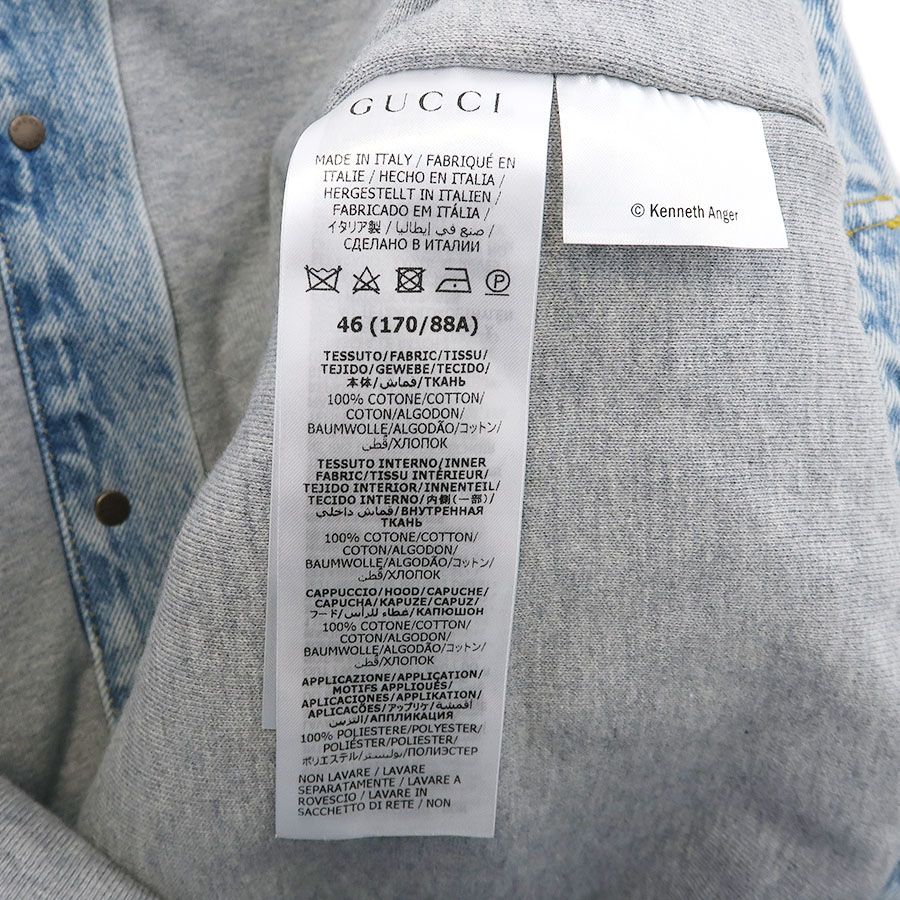 GUCCI
MADE IN ITALY / FABRIQUÉ EN
ITALIE / HECHO EN ITALIA /
HERGESTELLT IN ITALIEN /
FABRICADO EM ITÁLIA /
イタリア製 / صنع في إيطاليا /
СДЕЛАНО В ИТАЛИИ
P
46 (170/88A)
TESSUTO/FABRIC/TISSU/
TEJIDO/GEWEBE/TECIDO/
本体/قماش/ТКАНЬ
100% COTONE/COTTON/
COTON/ALGODON/
BAUMWOLLE/ALGODÃO/コットン/
قطن/ХЛОПОК
TESSUTO INTERNO/INNER
FABRIC/TISSU INTÉRIEUR/
TEJIDO INTERIOR/INNENTEIL/
TECIDO INTERNO/内側(一部)/
قماش داخلي/ВНУТРЕННАЯ
ТКАНЬ
100% COTONE/COTTON/
COTON/ALGODON/
BAUMWOLLE/ALGODÃO/コットン/
قطن/ХЛОПОК
CAPPUCCIO/HOOD/CAPUCHE/
CAPUCHA/KAPUZE/CAPUZ/
フード/غطاء للرأس/КАПЮШОН
100% COTONE/COTTON/
COTON/ALGODON/
BAUMWOLLE/ALGODÃO/コットン/
قطن/ХЛОПОК
APPLICAZIONE/APPLICATION/
MOTIFS APPLIQUÉS/
APLICACIONES/APPLIKATION/
APLICACÕES/アップリケ/أقمشة
التزيين/АППЛИКАЦИЯ
100% POLIESTERE/POLYESTER/
POLIÉSTER/POLIESTER/
ポリエステル/بوليستر/ПОЛИЭСТЕР
NON LAVARE / LAVARE
SEPARATAMENTE / LAVARE A
ROVESCIO / LAVARE IN
SACCHETTO DI RETE / NON
© Kenneth Anger